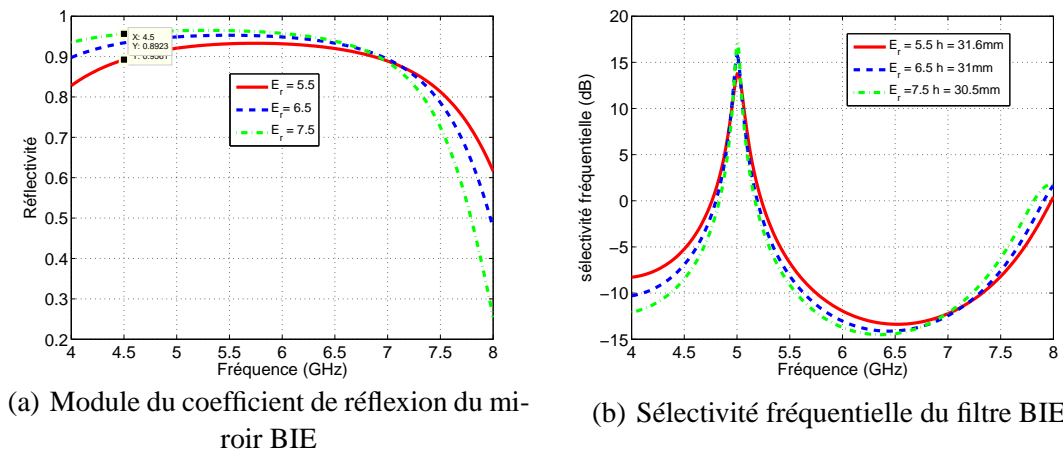 1
0.9
0.8
0.7
0.6
0.5
0.4
0.3
0.2
4
4.5
5
5.5
6
6.5
7
7.5
8
Réflectivité
Fréquence (GHz)
X: 4.5
Y: 0.8923
E_r = 5.5
E_r = 6.5
E_r = 7.5
(a) Module du coefficient de réflexion du mi-
roir BIE
20
15
10
5
0
−5
−10
−15
4
4.5
5
5.5
6
6.5
7
7.5
8
sélectivité fréquentielle (dB)
Fréquence (GHz)
E_r = 5.5 h = 31.6mm
E_r = 6.5 h = 31mm
E_r =7.5 h = 30.5mm
(b) Sélectivité fréquentielle du filtre BIE